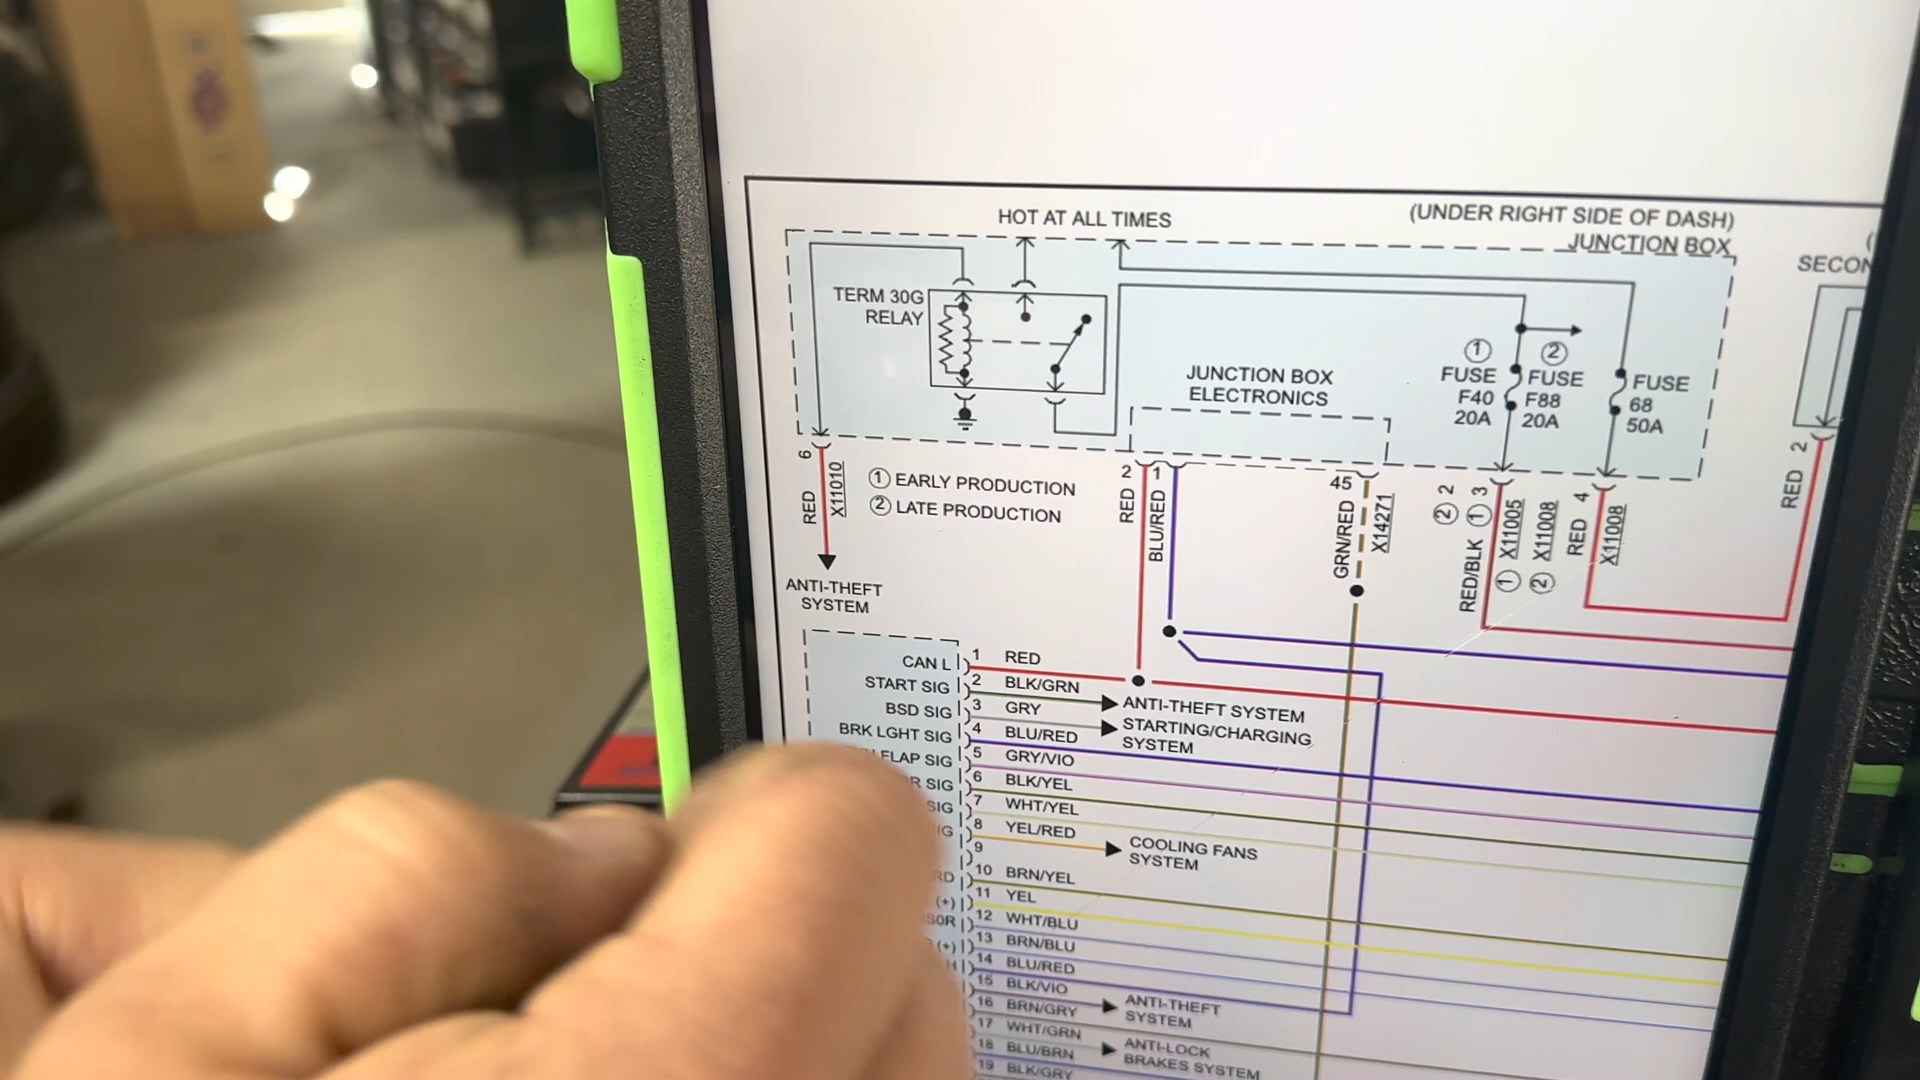 HOT AT ALL TIMES
(UNDER RIGHT SIDE OF DASH)
JUNCTION BOX
SECON
TERM 30G
RELAY
JUNCTION BOX
ELECTRONICS
1
FUSE
F40
20A
2
FUSE
F88
20A
FUSE
68
50A
6
RED
X11010
1 EARLY PRODUCTION
2 LATE PRODUCTION
ANTI-THEFT
SYSTEM
2
RED
1
BLU/RED
45
GRN/RED
X14271
2 2
RED/BLK 1 3
1 X11005
2 X11008
RED 4
X11008
RED 2
CAN L 1 RED
START SIG 2 BLK/GRN ANTI-THEFT SYSTEM
BSD SIG 3 GRY STARTING/CHARGING
SYSTEM
BRK LGHT SIG 4 BLU/RED
FLAP SIG 5 GRY/VIO
R SIG 6 BLK/YEL
SIG 7 WHT/YEL
IG 8 YEL/RED COOLING FANS
SYSTEM
9
RD 10 BRN/YEL
(+) 11 YEL
SOR 12 WHT/BLU
(+) 13 BRN/BLU
H 14 BLU/RED
15 BLK/VIO ANTI-THEFT
SYSTEM
16 BRN/GRY
17 WHT/GRN ANTI-LOCK
BRAKES SYSTEM
18 BLU/BRN
19 BLK/GRY